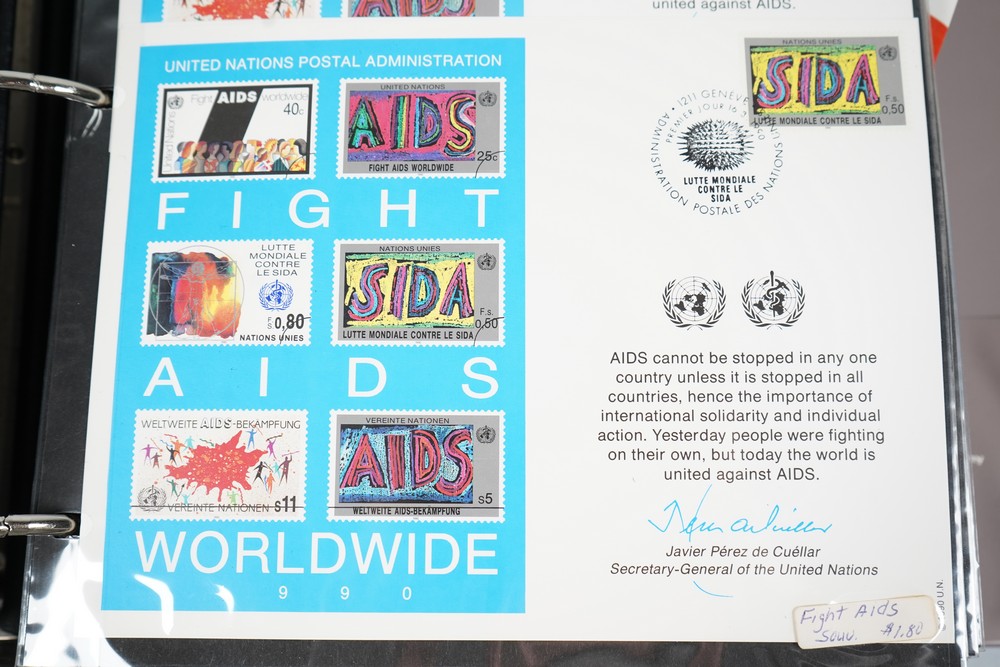 united against AIDS.
UNITED NATIONS POSTAL ADMINISTRATION
Fight AIDS worldwide
40c
United Nations
UNITED NATIONS
AIDS
25c
FIGHT AIDS WORLDWIDE
FIGHT
LUTTE
MONDIALE
CONTRE
LE SIDA
F.s. 0,80
NATIONS UNIES
NATIONS UNIES
SIDA
F.s.
0,50
LUTTE MONDIALE CONTRE LE SIDA
AIDS
WELTWEITE AIDS-BEKÄMPFUNG
VEREINTE NATIONEN S11
VEREINTE NATIONEN
AIDS
S5
WELTWEITE AIDS-BEKÄMPFUNG
WORLDWIDE
1990
NATIONS UNIES
SIDA
F.s.
0,50
LUTTE MONDIALE CONTRE LE SIDA
1211 GENÈVE
PREMIER JOUR
LUTTE MONDIALE
CONTRE LE
SIDA
ADMINISTRATION POSTALE DES NATIONS
AIDS cannot be stopped in any one
country unless it is stopped in all
countries, hence the importance of
international solidarity and individual
action. Yesterday people were fighting
on their own, but today the world is
united against AIDS.
Javier Pérez de Cuéllar
Secretary-General of the United Nations
90 U.N.
Fight AIDS
Souv. $1.80